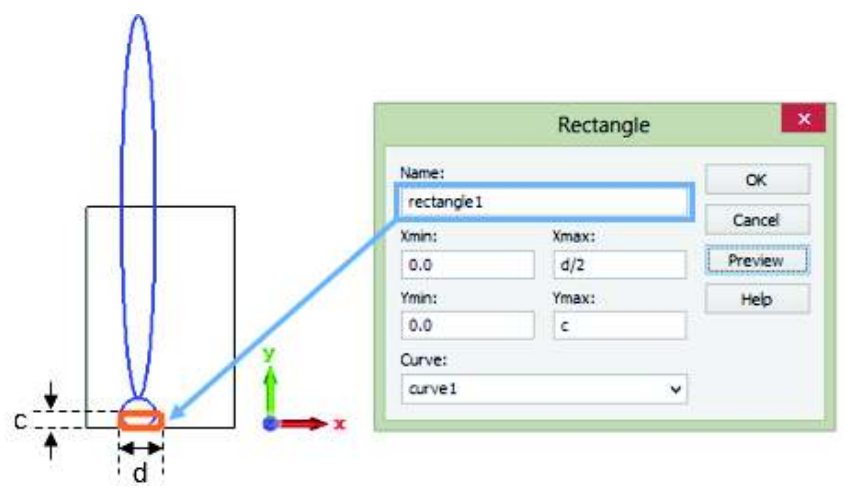 Rectangle
×
Name:
rectangle1
OK
Cancel
Xmin:
Xmax:
0.0
d/2
Preview
Ymin:
Ymax:
Help
0.0
c
Curve:
curve1
y
x
c
d